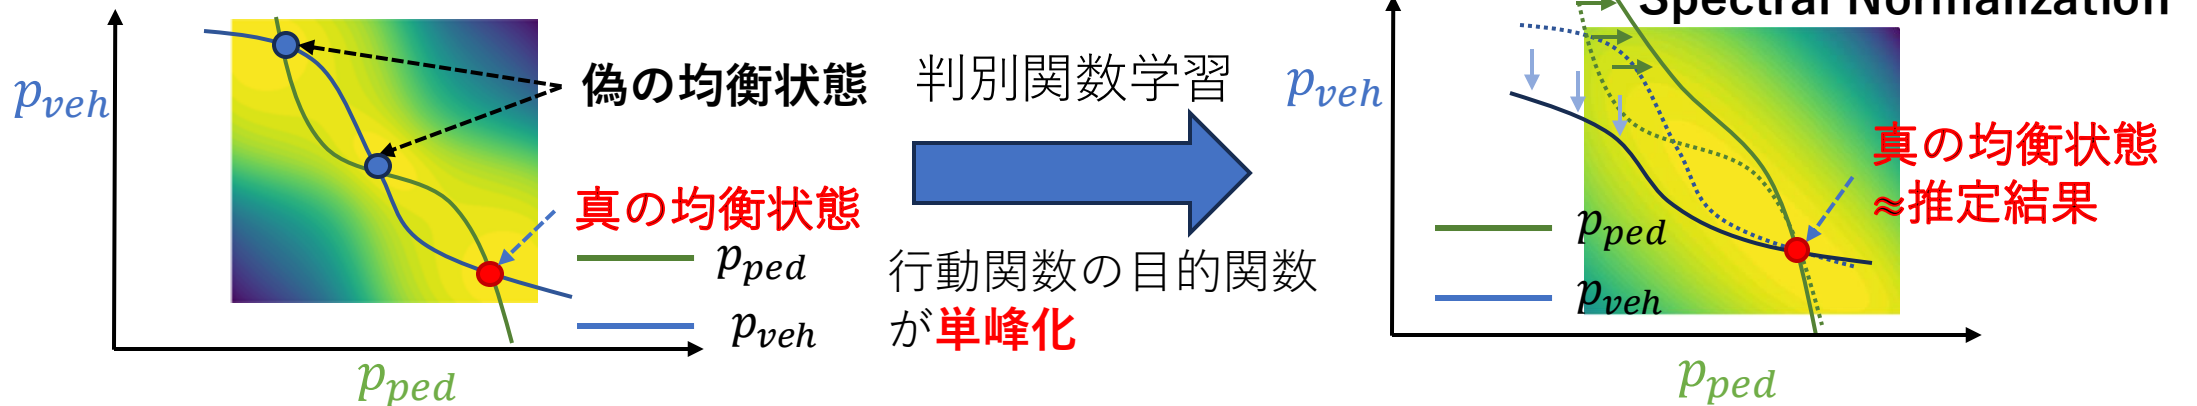 p_veh
偽の均衡状態
真の均衡状態
p_ped
p_veh
p_ped
判別関数学習
行動関数の目的関数
が単峰化
Spectral Normalization
p_veh
真の均衡状態
≈推定結果
p_ped
p_veh
p_ped